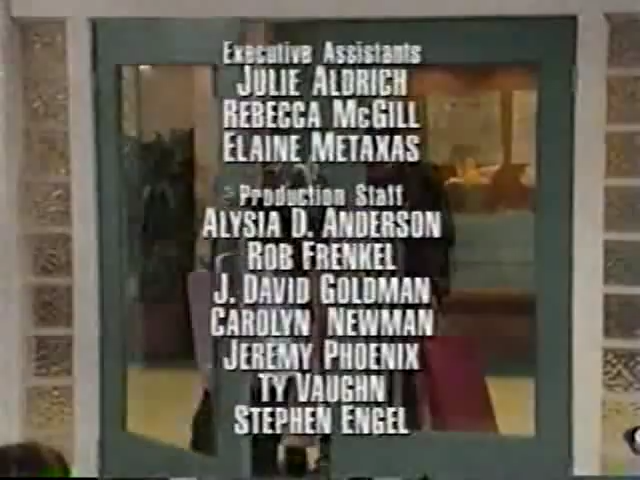 Executive Assistants
JULIE ALDRICH
REBECCA MCGILL
ELAINE METAXAS
Production Staff
ALYSIA D. ANDERSON
ROB FRENKEL
J. DAVID GOLDMAN
CAROLYN NEWMAN
JEREMY PHOENIX
TY VAUGHN
STEPHEN ENGEL